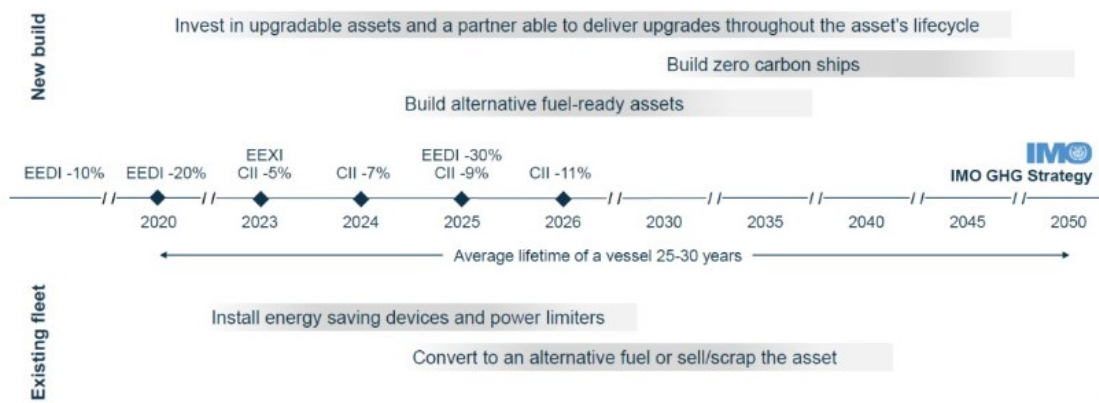 New build
Invest in upgradable assets and a partner able to deliver upgrades throughout the asset's lifecycle
Build zero carbon ships
Build alternative fuel-ready assets
EEDI -10%
EEDI -20%
EEXI
CII -5%
CII -7%
EEDI -30%
CII -9%
CII -11%
IMO
IMO GHG Strategy
2020
2023
2024
2025
2026
2030
2035
2040
2045
2050
Average lifetime of a vessel 25-30 years
Existing fleet
Install energy saving devices and power limiters
Convert to an alternative fuel or sell/scrap the asset